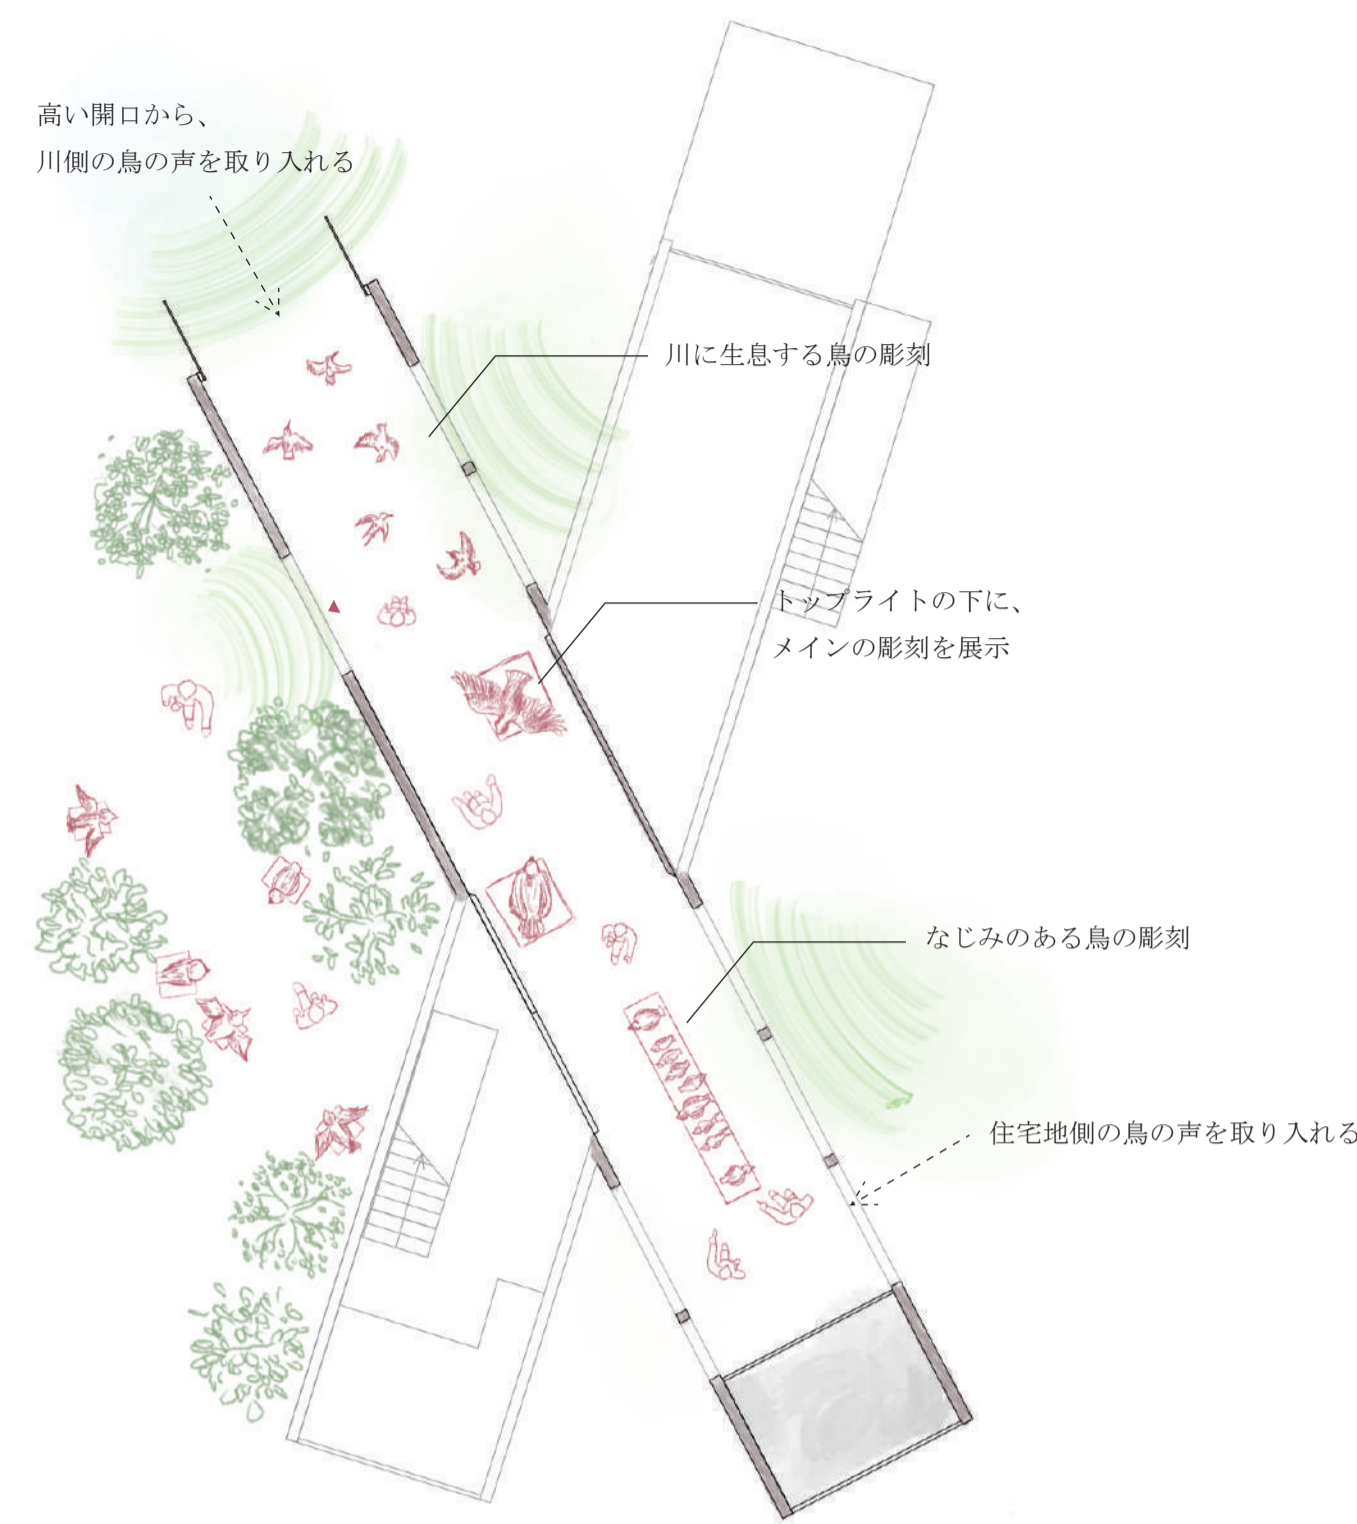 高い開口から、
川側の鳥の声を取り入れる
川に生息する鳥の彫刻
トップライトの下に、
メインの彫刻を展示
なじみのある鳥の彫刻
住宅地側の鳥の声を取り入れる